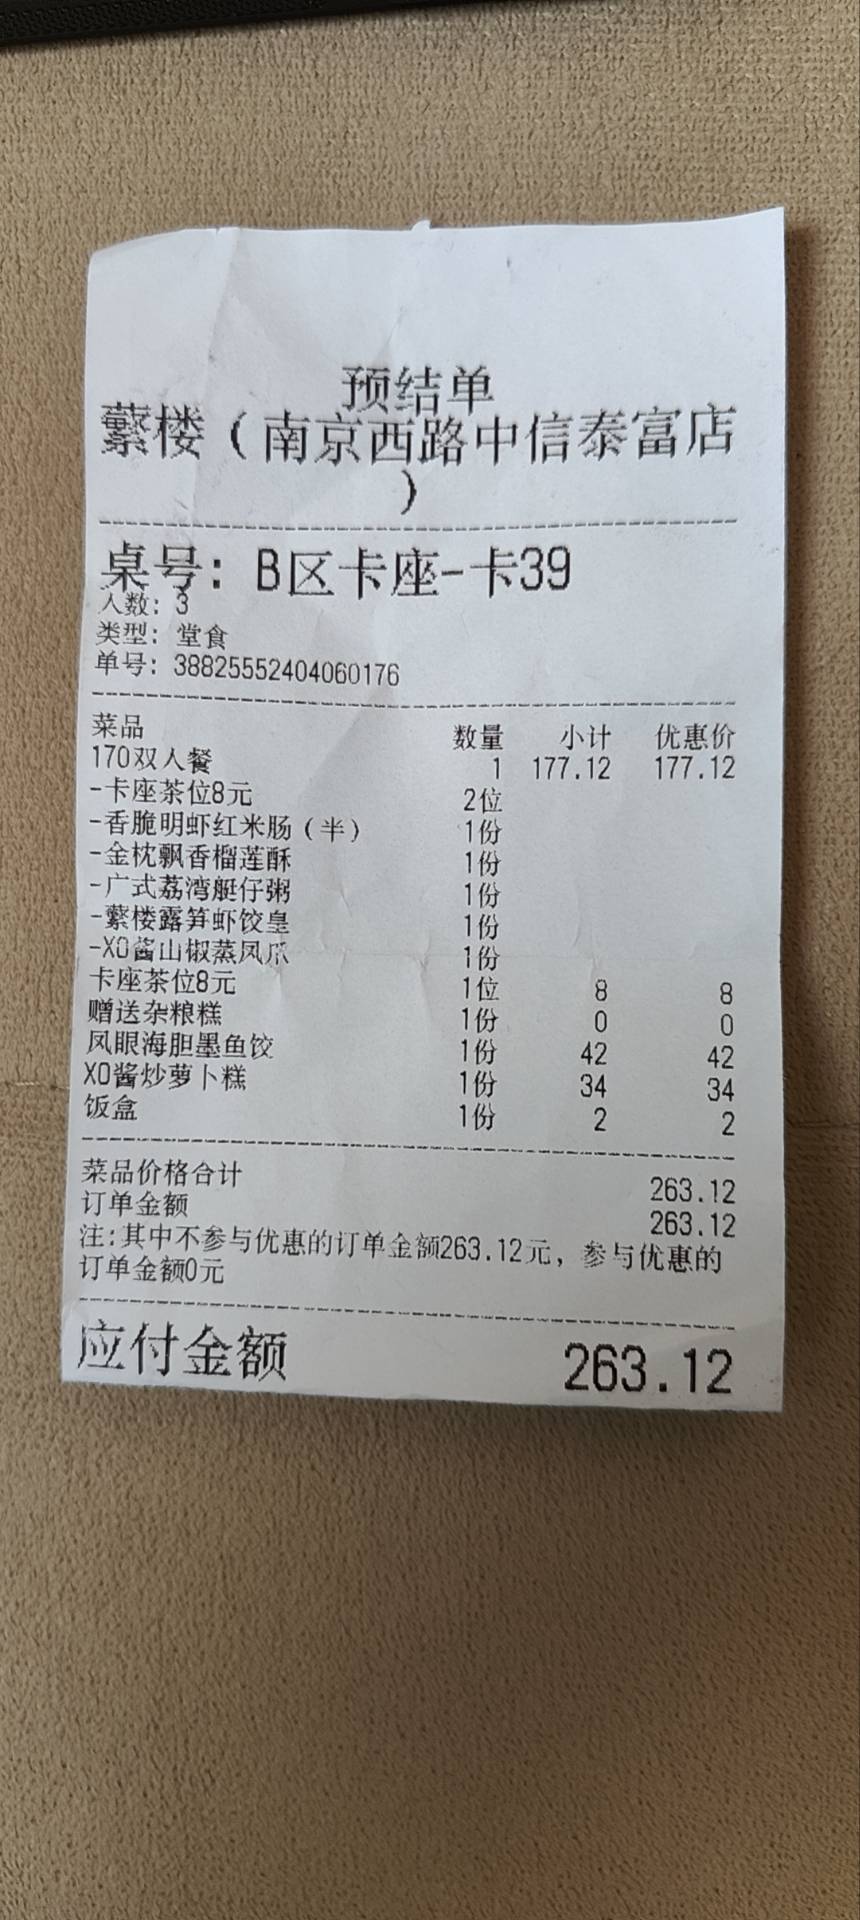 预结单
蘩楼（南京西路中信泰富店
）
桌号: B区卡座-卡39
人数: 3
类型: 堂食
单号: 38825552404060176
菜品 数量 小计 优惠价
170双人餐 1 177.12 177.12
-卡座茶位8元 2位
-香脆明虾红米肠（半） 1份
-金枕飘香榴莲酥 1份
-广式荔湾艇仔粥 1份
-蘩楼露笋虾饺皇 1份
-XO酱山椒蒸凤爪 1份
卡座茶位8元 1位 8 8
赠送杂粮糕 1份 0 0
凤眼海胆墨鱼饺 1份 42 42
XO酱炒萝卜糕 1份 34 34
饭盒 1份 2 2
菜品价格合计 263.12
订单金额 263.12
注:其中不参与优惠的订单金额263.12元, 参与优惠的
订单金额0元
应付金额 263.12